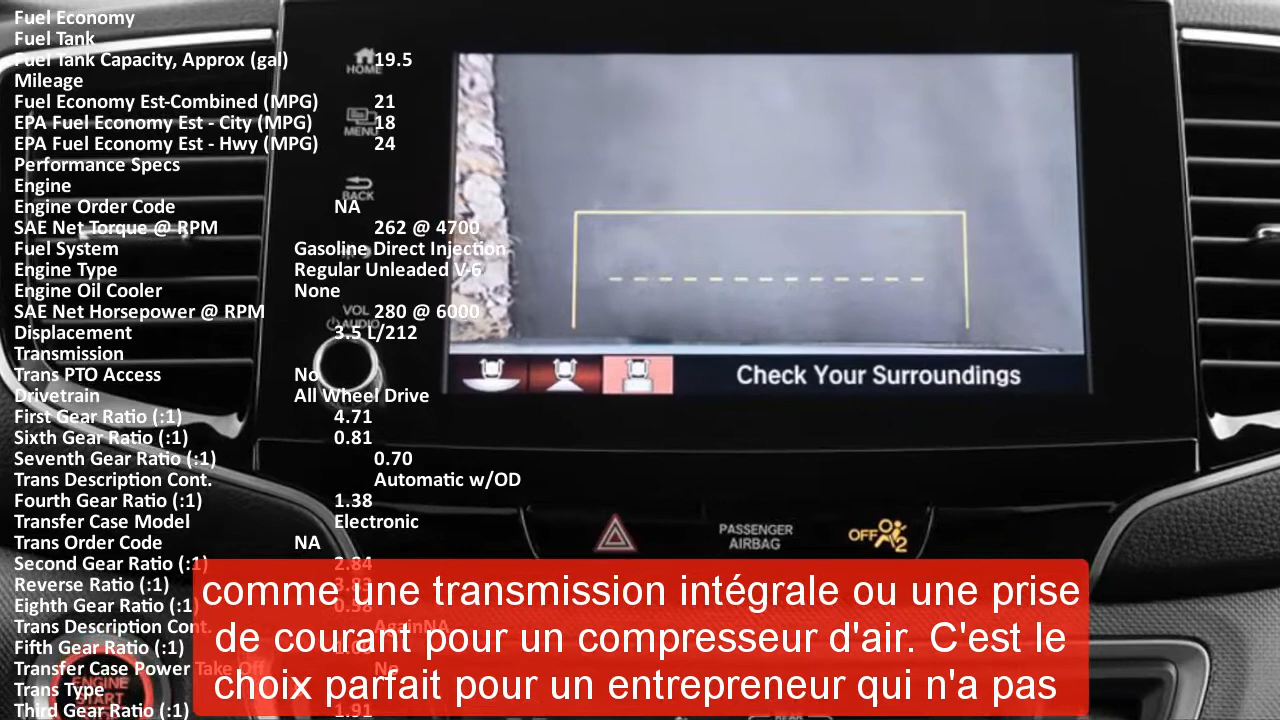 Fuel Economy
Fuel Tank
Fuel Tank Capacity, Approx (gal) 19.5
Mileage
Fuel Economy Est-Combined (MPG) 21
EPA Fuel Economy Est - City (MPG) 18
EPA Fuel Economy Est - Hwy (MPG) 24
Performance Specs
Engine
Engine Order Code NA
SAE Net Torque @ RPM 262 @ 4700
Fuel System Gasoline Direct Injection
Engine Type Regular Unleaded V-6
Engine Oil Cooler None
SAE Net Horsepower @ RPM 280 @ 6000
Displacement 3.5 L/212
Transmission
Trans PTO Access No
Drivetrain All Wheel Drive
First Gear Ratio (:1) 4.71
Sixth Gear Ratio (:1) 0.81
Seventh Gear Ratio (:1) 0.70
Trans Description Cont. Automatic w/OD
Fourth Gear Ratio (:1) 1.38
Transfer Case Model Electronic
Trans Order Code NA
Second Gear Ratio (:1) 2.84
Reverse Ratio (:1)
Eighth Gear Ratio (:1)
Trans Description Cont. AgainNA
Fifth Gear Ratio (:1)
Transfer Case Power Take Off No
Trans Type
Third Gear Ratio (:1) 1.91
HOME
MENU
BACK
VOL
AUDIO
Check Your Surroundings
PASSENGER
AIRBAG
OFF
2
ENGINE
START
comme une transmission intégrale ou une prise
de courant pour un compresseur d'air. C'est le
choix parfait pour un entrepreneur qui n'a pas